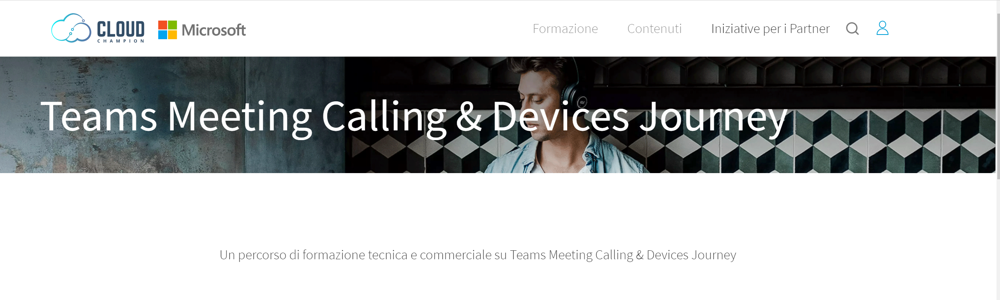 CLOUD
CHAMPION
Microsoft
Formazione
Contenuti
Iniziative per i Partner
Teams Meeting Calling & Devices Journey
Un percorso di formazione tecnica e commerciale su Teams Meeting Calling & Devices Journey